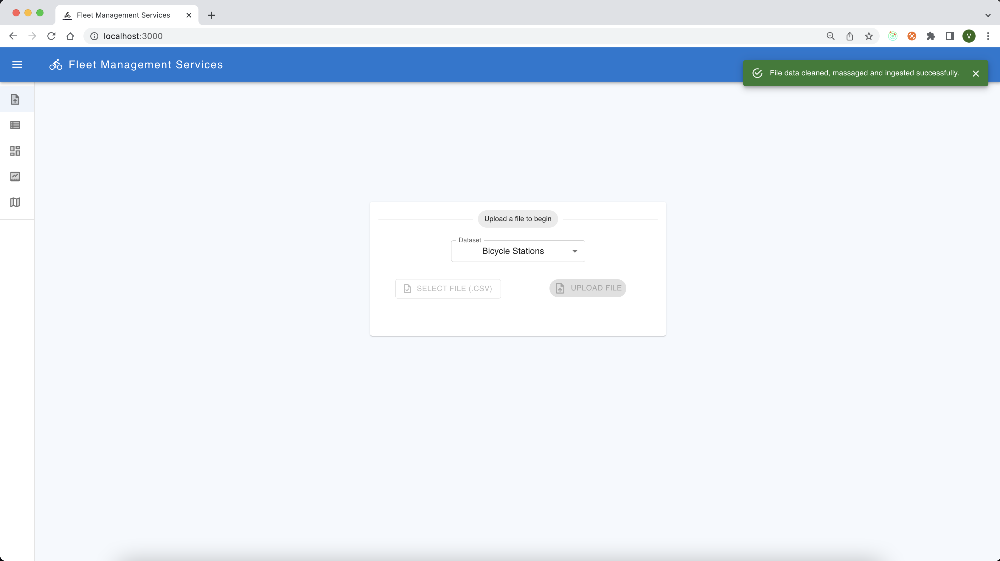 Fleet Management Services
localhost:3000
V
Fleet Management Services
File data cleaned, massaged and ingested successfully.
Upload a file to begin
Dataset
Bicycle Stations
SELECT FILE (.CSV)
UPLOAD FILE